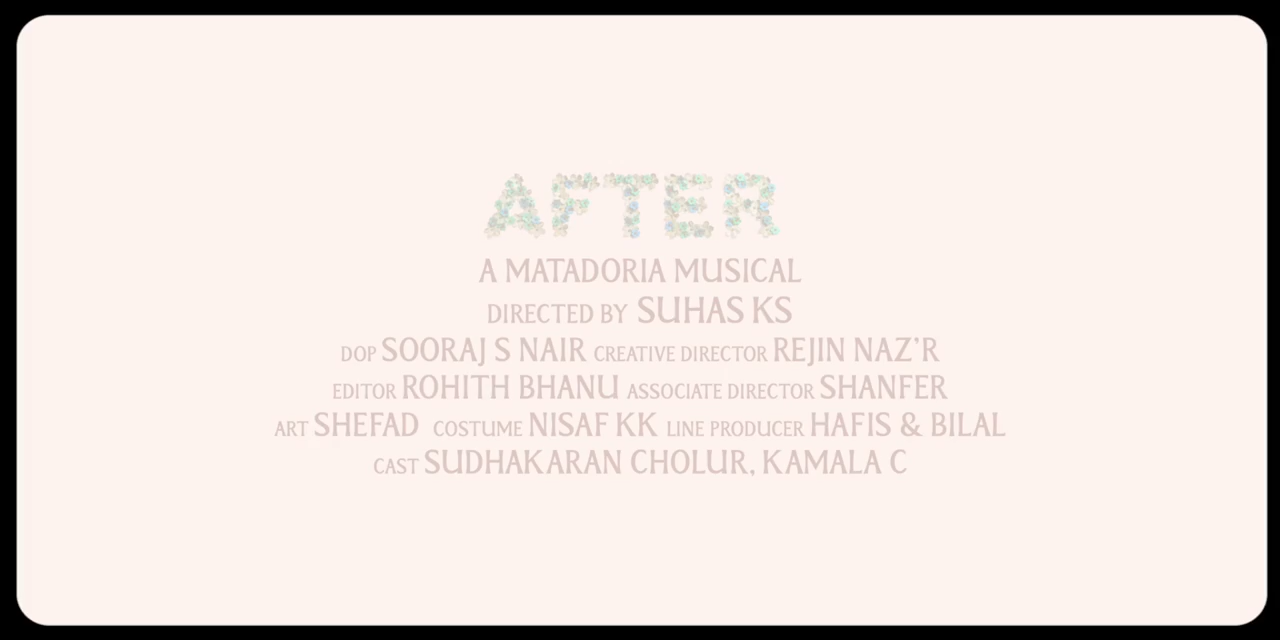 AFTER
A MATADORIA MUSICAL
DIRECTED BY SUHAS KS
DOP SOORAJ S NAIR CREATIVE DIRECTOR REJIN NAZ'R
EDITOR ROHITH BHANU ASSOCIATE DIRECTOR SHANFER
ART SHEFAD COSTUME NISAF KK LINE PRODUCER HAFIS & BILAL
CAST SUDHAKARAN CHOLUR, KAMALA C